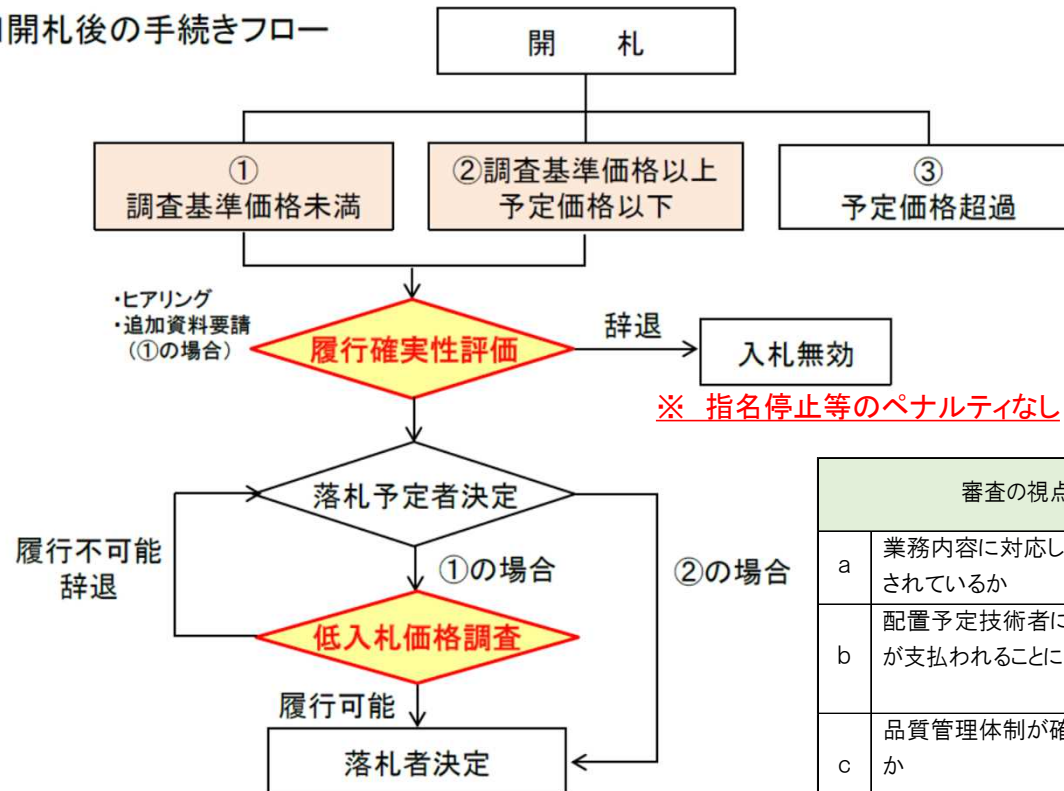 開札後の手続きフロー
開　　札
①
調査基準価格未満
②調査基準価格以上
予定価格以下
③
予定価格超過
・ヒアリング
・追加資料要請
（①の場合）
履行確実性評価
辞退
入札無効
※　指名停止等のペナルティなし
落札予定者決定
履行不可能
辞退
①の場合
②の場合
低入札価格調査
履行可能
落札者決定
審査の視点
a
業務内容に対応し
されているか
b
配置予定技術者に
が支払われることに
c
品質管理体制が確
か